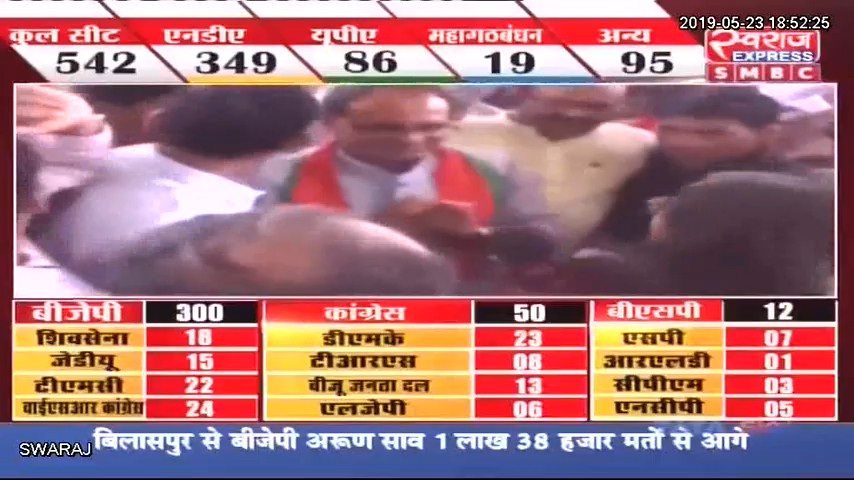 2019-05-23 18:52:25
कुल सीट एनडीए यूपीए महागठबंधन अन्य
542 349 86 19 95
स्वराज
EXPRESS
SMBC
बीजेपी 300 कांग्रेस 50 बीएसपी 12
शिवसेना 18 डीएमके 23 एसपी 07
जेडीयू 15 टीआरएस 08 आरएलडी 01
टीएमसी 22 बीजू जनता दल 13 सीपीएम 03
वाईएसआर कांग्रेस 24 एलजेपी 06 एनसीपी 05
SWARAJ
बिलासपुर से बीजेपी अरूण साव 1 लाख 38 हजार मतों से आगे